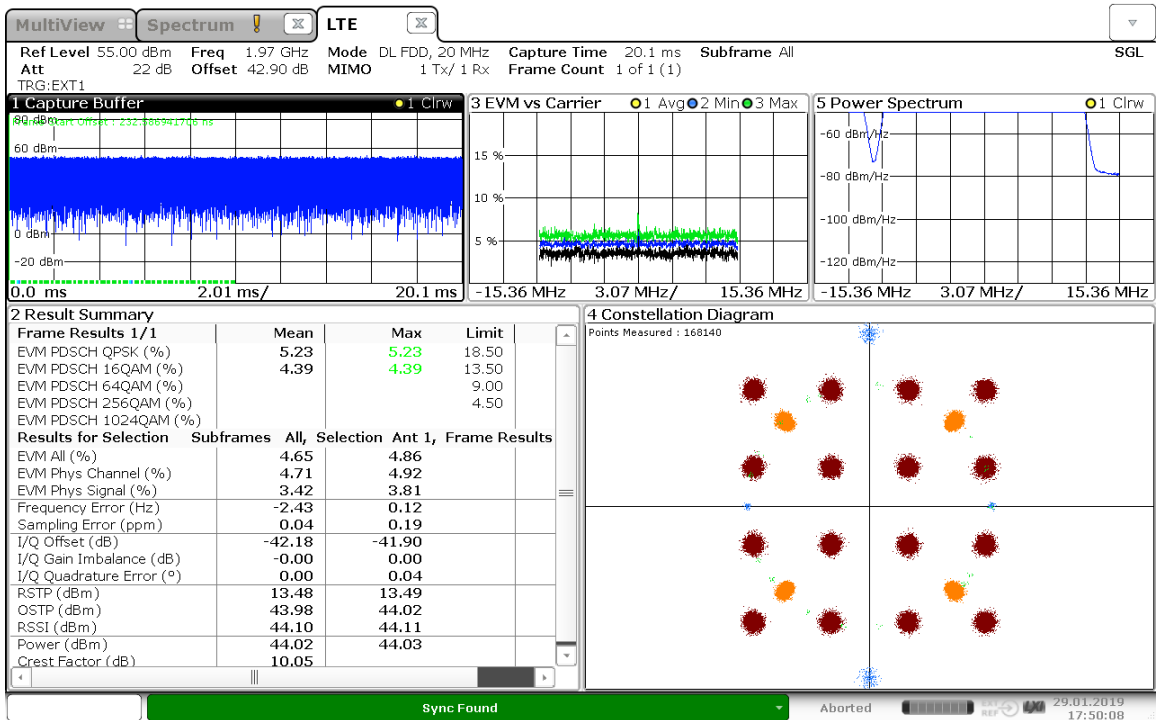 MultiView Spectrum LTE
Ref Level 55.00 dBm Freq 1.97 GHz Mode DL FDD, 20 MHz Capture Time 20.1 ms Subframe All SGL
Att 22 dB Offset 42.90 dB MIMO 1 Tx/ 1 Rx Frame Count 1 of 1 (1)
TRG:EXT1
1 Capture Buffer 1 Clrw
80 dBm
Frame Start Offset : 232.586941706 ms
60 dBm
0 dBm
-20 dBm
0.0 ms 2.01 ms/ 20.1 ms
3 EVM vs Carrier 1 Avg 2 Min 3 Max
15 %
10 %
5 %
-15.36 MHz 3.07 MHz/ 15.36 MHz
5 Power Spectrum 1 Clrw
-60 dBm/Hz
-80 dBm/Hz
-100 dBm/Hz
-120 dBm/Hz
-15.36 MHz 3.07 MHz/ 15.36 MHz
2 Result Summary
Frame Results 1/1 Mean Max Limit
EVM PDSCH QPSK (%) 5.23 5.23 18.50
EVM PDSCH 16QAM (%) 4.39 4.39 13.50
EVM PDSCH 64QAM (%) 9.00
EVM PDSCH 256QAM (%) 4.50
EVM PDSCH 1024QAM (%)
Results for Selection Subframes All, Selection Ant 1, Frame Results
EVM All (%) 4.65 4.86
EVM Phys Channel (%) 4.71 4.92
EVM Phys Signal (%) 3.42 3.81
Frequency Error (Hz) -2.43 0.12
Sampling Error (ppm) 0.04 0.19
I/Q Offset (dB) -42.18 -41.90
I/Q Gain Imbalance (dB) -0.00 0.00
I/Q Quadrature Error (°) 0.00 0.04
RSTP (dBm) 13.48 13.49
OSTP (dBm) 43.98 44.02
RSSI (dBm) 44.10 44.11
Power (dBm) 44.02 44.03
Crest Factor (dB) 10.05
4 Constellation Diagram
Points Measured : 168140
Sync Found
Aborted
EXT
REF
LXI
29.01.2019
17:50:08